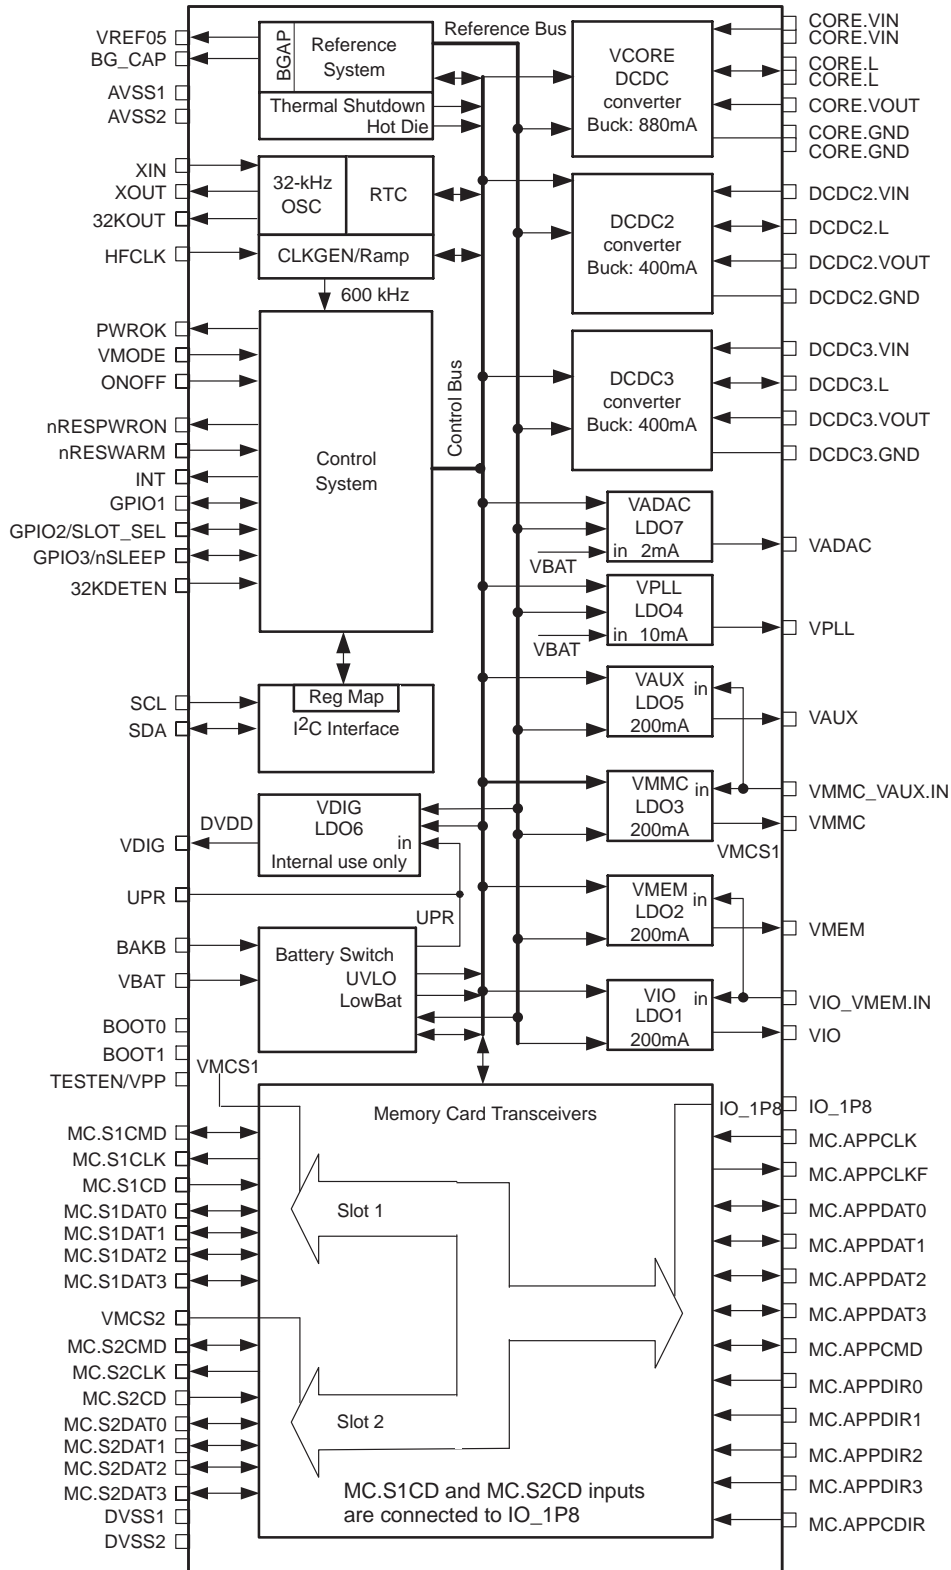 VREF05
BG_CAP
AVSS1
AVSS2
XIN
XOUT
32KOUT
HFCLK
PWROK
VMODE
ONOFF
nRESPWRON
nRESWARM
INT
GPIO1
GPIO2/SLOT_SEL
GPIO3/nSLEEP
32KDETEN
SCL
SDA
VDIG
UPR
BAKB
VBAT
BOOT0
BOOT1
TESTEN/VPP
MC.S1CMD
MC.S1CLK
MC.S1CD
MC.S1DAT0
MC.S1DAT1
MC.S1DAT2
MC.S1DAT3
VMCS2
MC.S2CMD
MC.S2CLK
MC.S2CD
MC.S2DAT0
MC.S2DAT1
MC.S2DAT2
MC.S2DAT3
DVSS1
DVSS2
BGAP
Reference
System
Thermal Shutdown
Hot Die
32-kHz
OSC
RTC
CLKGEN/Ramp
600 kHz
Control
System
Reg Map
I2C Interface
DVDD
VDIG
LDO6
in
Internal use only
UPR
Battery Switch
UVLO
LowBat
VMCS1
Reference Bus
Control Bus
VCORE
DCDC
converter
Buck: 880mA
DCDC2
converter
Buck: 400mA
DCDC3
converter
Buck: 400mA
VADAC
LDO7
in 2mA
VBAT
VPLL
LDO4
in 10mA
VBAT
VAUX
in
LDO5
200mA
VMMC
in
LDO3
200mA
VMCS1
VMEM
in
LDO2
200mA
VIO
in
LDO1
200mA
Memory Card Transceivers
IO_1P8
Slot 1
Slot 2
MC.S1CD and MC.S2CD inputs
are connected to IO_1P8
CORE.VIN
CORE.VIN
CORE.L
CORE.L
CORE.VOUT
CORE.GND
CORE.GND
DCDC2.VIN
DCDC2.L
DCDC2.VOUT
DCDC2.GND
DCDC3.VIN
DCDC3.L
DCDC3.VOUT
DCDC3.GND
VADAC
VPLL
VAUX
VMMC_VAUX.IN
VMMC
VMEM
VIO_VMEM.IN
VIO
IO_1P8
MC.APPCLK
MC.APPCLKF
MC.APPDAT0
MC.APPDAT1
MC.APPDAT2
MC.APPDAT3
MC.APPCMD
MC.APPDIR0
MC.APPDIR1
MC.APPDIR2
MC.APPDIR3
MC.APPCDIR